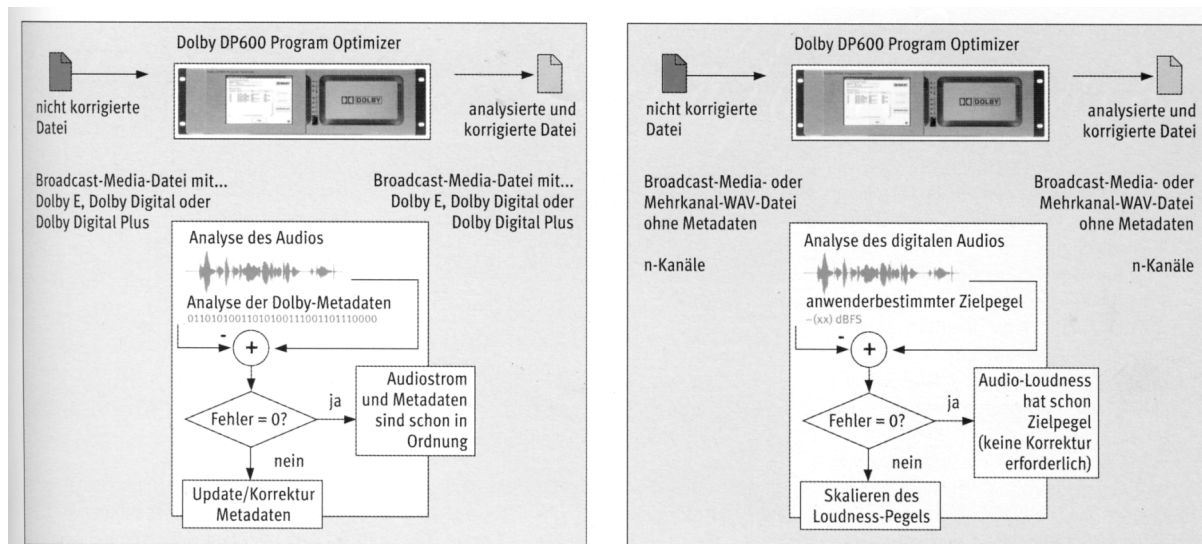 Dolby DP600 Program Optimizer
DOLBY
nicht korrigierte
Datei
analysierte und
korrigierte Datei
Broadcast-Media-Datei mit...
Dolby E, Dolby Digital oder
Dolby Digital Plus
Broadcast-Media-Datei mit...
Dolby E, Dolby Digital oder
Dolby Digital Plus
Analyse des Audios
Analyse der Dolby-Metadaten
01101010011010100111001101110000
-
+
Fehler = 0?
ja
Audiostrom
und Metadaten
sind schon in
Ordnung
nein
Update/Korrektur
Metadaten
Dolby DP600 Program Optimizer
DOLBY
nicht korrigierte
Datei
analysierte und
korrigierte Datei
Broadcast-Media- oder
Mehrkanal-WAV-Datei
ohne Metadaten
n-Kanäle
Broadcast-Media- oder
Mehrkanal-WAV-Datei
ohne Metadaten
n-Kanäle
Analyse des digitalen Audios
anwenderbestimmter Zielpegel
–(xx) dBFS
-
+
Fehler = 0?
ja
Audio-Loudness
hat schon
Zielpegel
(keine Korrektur
erforderlich)
nein
Skalieren des
Loudness-Pegels